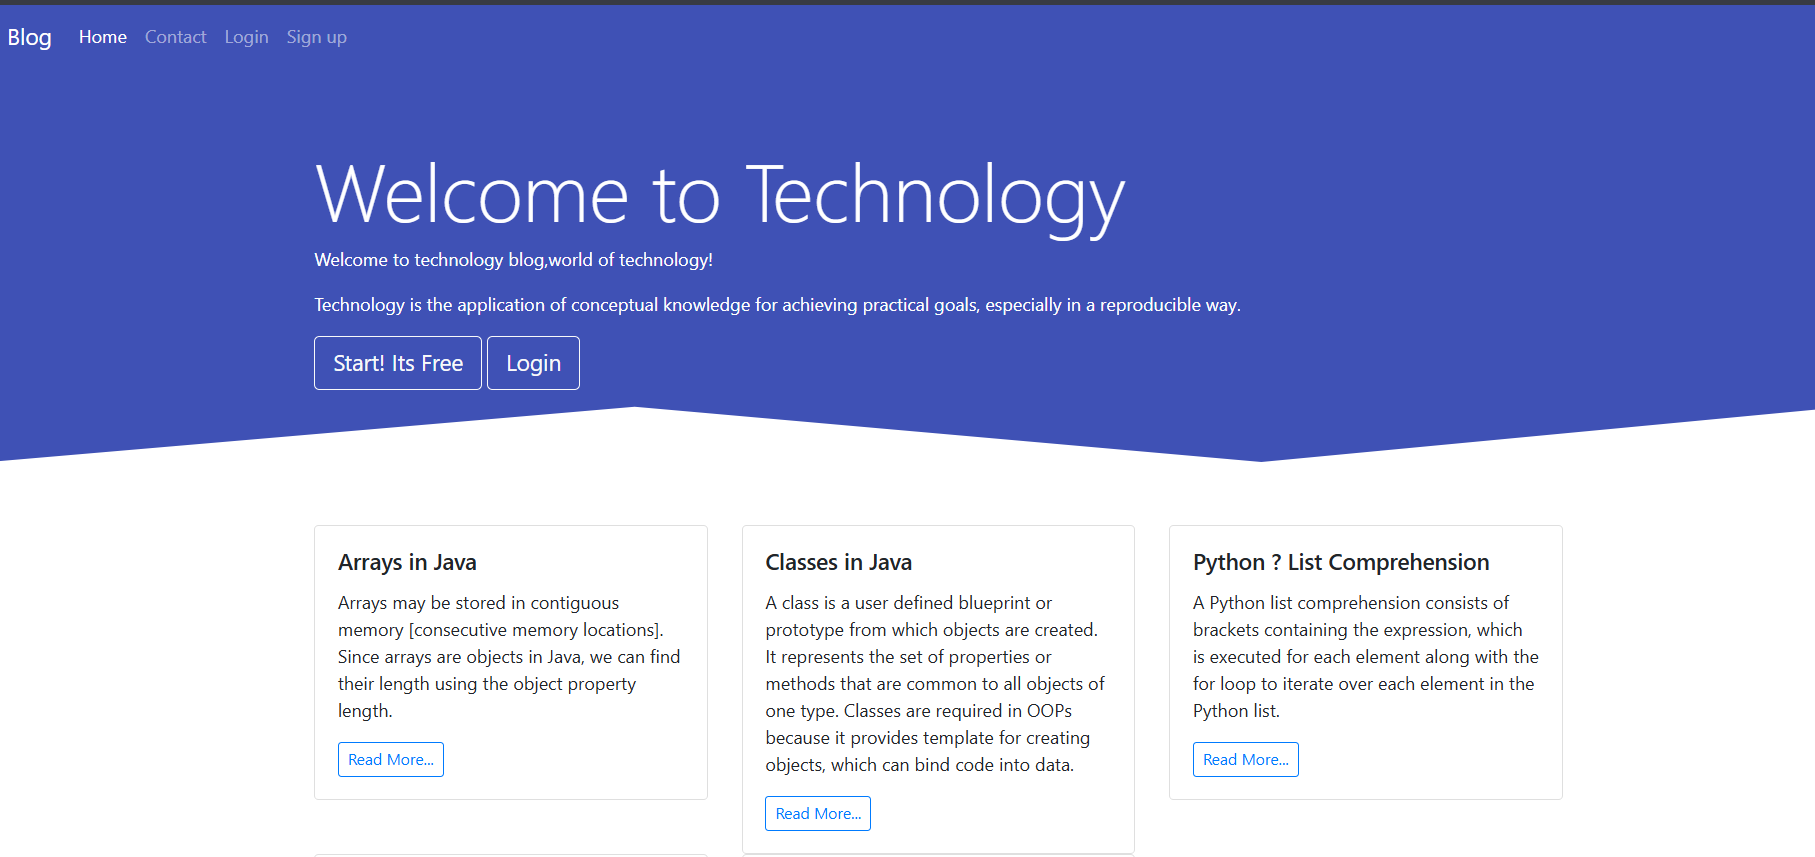 Blog Home Contact Login Sign up
Welcome to Technology
Welcome to technology blog,world of technology!
Technology is the application of conceptual knowledge for achieving practical goals, especially in a reproducible way.
Start! Its Free Login
Arrays in Java
Arrays may be stored in contiguous
memory [consecutive memory locations].
Since arrays are objects in Java, we can find
their length using the object property
length.
Read More...
Classes in Java
A class is a user defined blueprint or
prototype from which objects are created.
It represents the set of properties or
methods that are common to all objects of
one type. Classes are required in OOPs
because it provides template for creating
objects, which can bind code into data.
Read More...
Python ? List Comprehension
A Python list comprehension consists of
brackets containing the expression, which
is executed for each element along with the
for loop to iterate over each element in the
Python list.
Read More...